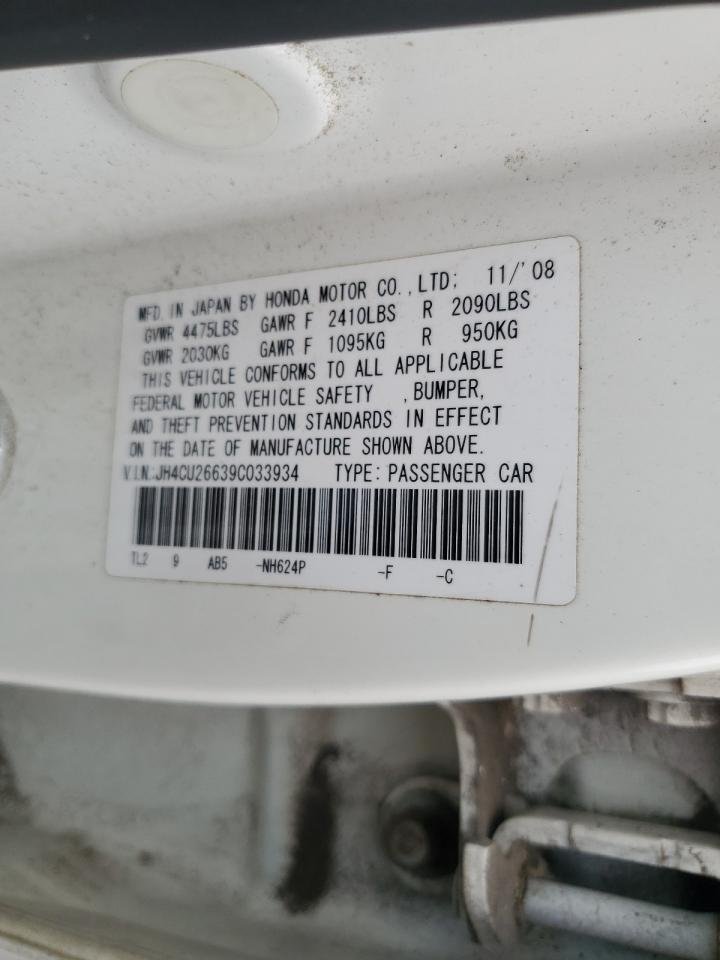 MFD. IN JAPAN BY HONDA MOTOR CO., LTD; 11/'08
GVWR 4475LBS GAWR F 2410LBS R 2090LBS
GVWR 2030KG GAWR F 1095KG R 950KG
THIS VEHICLE CONFORMS TO ALL APPLICABLE
FEDERAL MOTOR VEHICLE SAFETY , BUMPER,
AND THEFT PREVENTION STANDARDS IN EFFECT
ON THE DATE OF MANUFACTURE SHOWN ABOVE.
V.I.N.:JH4CU26639C033934 TYPE: PASSENGER CAR
TL2 9 AB5 -NH624P -F -C